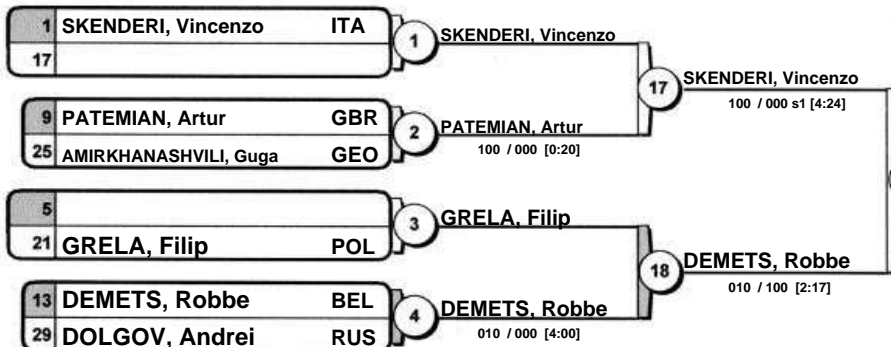 1 SKENDERI, Vincenzo ITA
17
1
SKENDERI, Vincenzo
9 PATEMIAN, Artur GBR
25 AMIRKHANASHVILI, Guga GEO
2
PATEMIAN, Artur
100 / 000 [0:20]
17
SKENDERI, Vincenzo
100 / 000 s1 [4:24]
5
21 GRELA, Filip POL
3
GRELA, Filip
13 DEMETS, Robbe BEL
29 DOLGOV, Andrei RUS
4
DEMETS, Robbe
010 / 000 [4:00]
18
DEMETS, Robbe
010 / 100 [2:17]